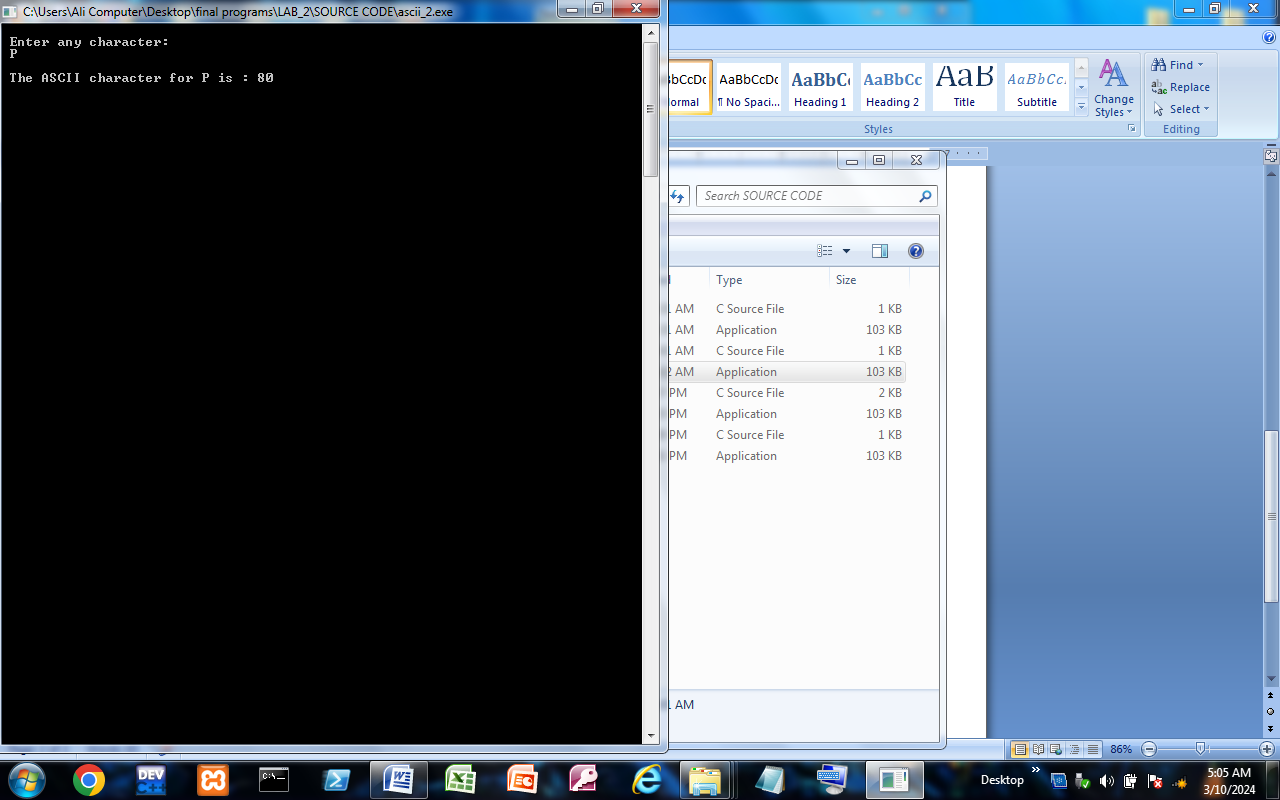 C:\Users\Ali Computer\Desktop\final programs\LAB_2\SOURCE CODE\ascii_2.exe
Enter any character:
P
The ASCII character for P is : 80
AaBbCcDc
AaBbCc
AaBbCc
AaB
AaBbCc.
¶ No Spaci...
Heading 1
Heading 2
Title
Subtitle
Change
Styles
Styles
Find
Replace
Select
Editing
Search SOURCE CODE
Type Size
AM C Source File 1 KB
AM Application 103 KB
AM C Source File 1 KB
AM Application 103 KB
PM C Source File 2 KB
PM Application 103 KB
PM C Source File 1 KB
PM Application 103 KB
AM
86%
DEV
C:\
Desktop
5:05 AM
3/10/2024